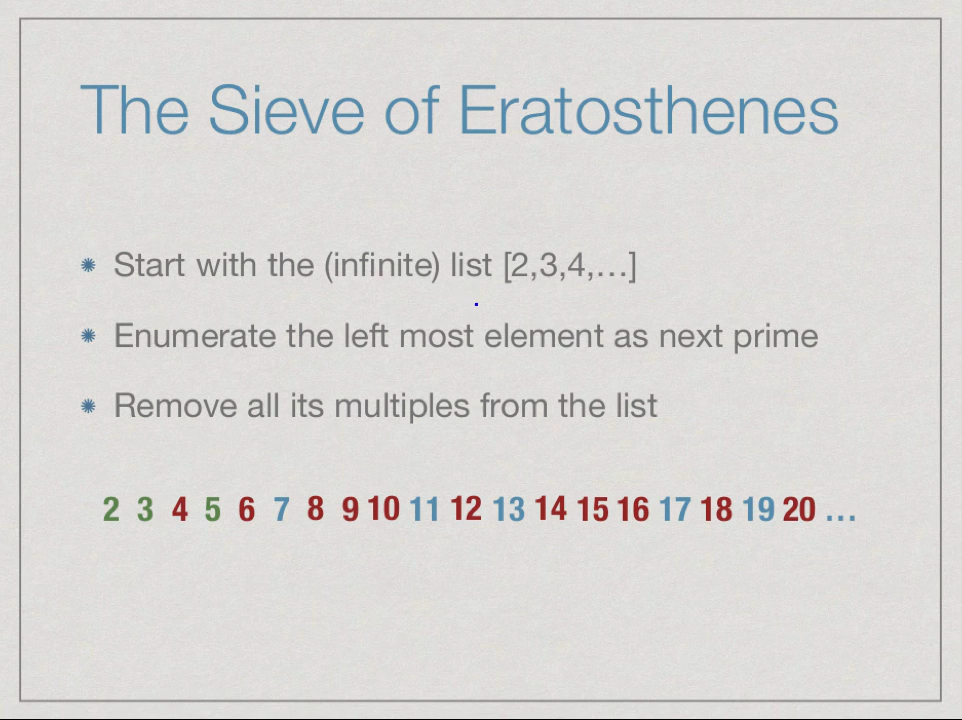 The Sieve of Eratosthenes
Start with the (infinite) list [2,3,4,…]
Enumerate the left most element as next prime
Remove all its multiples from the list
2 3 4 5 6 7 8 9 10 11 12 13 14 15 16 17 18 19 20 …